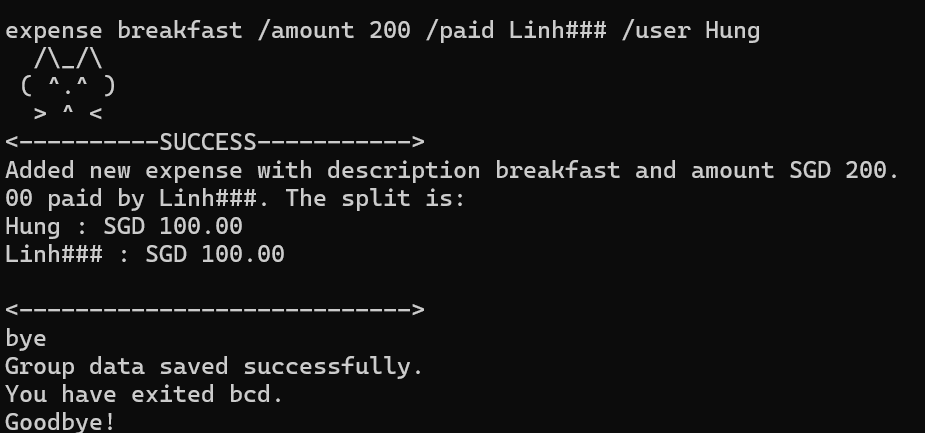 expense breakfast /amount 200 /paid Linh### /user Hung
  /\_/\
 ( ^.^ )
  > ^ <
<----------SUCCESS----------->
Added new expense with description breakfast and amount SGD 200.
00 paid by Linh###. The split is:
Hung : SGD 100.00
Linh### : SGD 100.00

<---------------------------->
bye
Group data saved successfully.
You have exited bcd.
Goodbye!